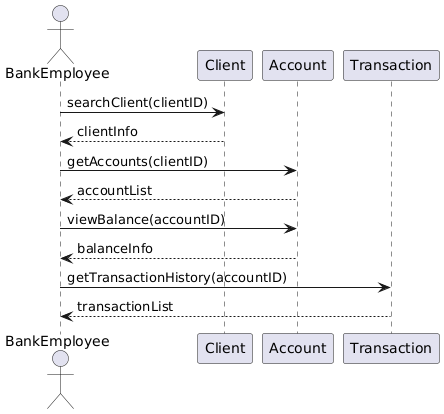 BankEmployee
Client
Account
Transaction
searchClient(clientID)
clientInfo
getAccounts(clientID)
accountList
viewBalance(accountID)
balanceInfo
getTransactionHistory(accountID)
transactionList
BankEmployee
Client
Account
Transaction